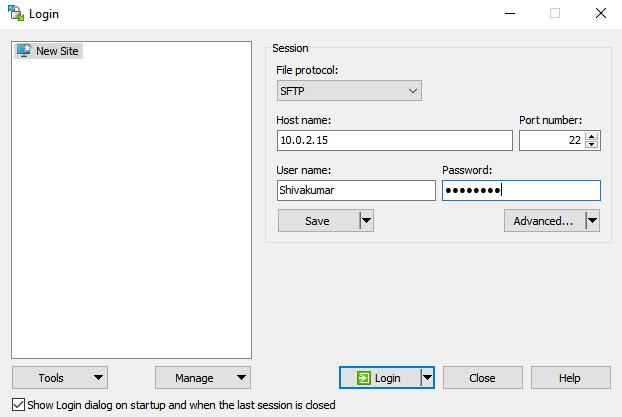 Login
New Site
Session
File protocol:
SFTP
Host name: Port number:
10.0.2.15 22
User name: Password:
Shivakumar ●●●●●●●●
Save Advanced...
Tools Manage Login Close Help
Show Login dialog on startup and when the last session is closed